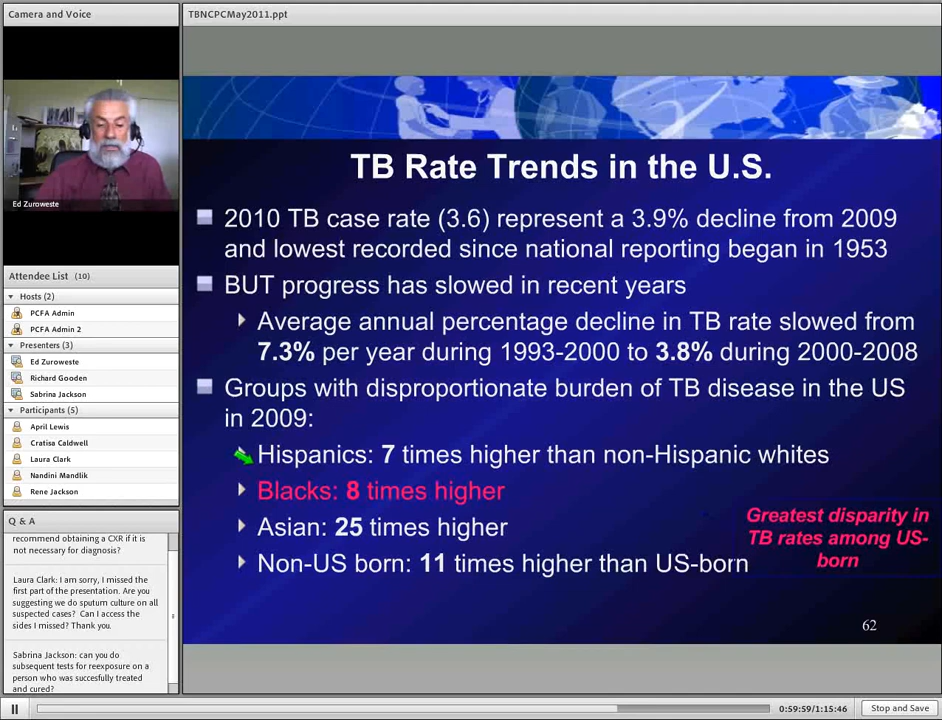 Camera and Voice
TBNCPCMay2011.ppt
Ed Zuroweste
Attendee List (10)
Hosts (2)
PCFA Admin
PCFA Admin 2
Presenters (3)
Ed Zuroweste
Richard Gooden
Sabrina Jackson
Participants (5)
April Lewis
Cratisa Caldwell
Laura Clark
Nandini Mandlik
Rene Jackson
Q & A
recommend obtaining a CXR if it is
not necessary for diagnosis?
Laura Clark: I am sorry, I missed the
first part of the presentation. Are you
suggesting we do sputum culture on all
suspected cases? Can I access the
sides I missed? Thank you.
Sabrina Jackson: can you do
subsequent tests for reexposure on a
person who was succesfully treated
and cured?
TB Rate Trends in the U.S.
2010 TB case rate (3.6) represent a 3.9% decline from 2009
and lowest recorded since national reporting began in 1953
BUT progress has slowed in recent years
Average annual percentage decline in TB rate slowed from
7.3% per year during 1993-2000 to 3.8% during 2000-2008
Groups with disproportionate burden of TB disease in the US
in 2009:
Hispanics: 7 times higher than non-Hispanic whites
Blacks: 8 times higher
Asian: 25 times higher
Non-US born: 11 times higher than US-born
Greatest disparity in
TB rates among US-
born
62
0:59:59/1:15:46
Stop and Save